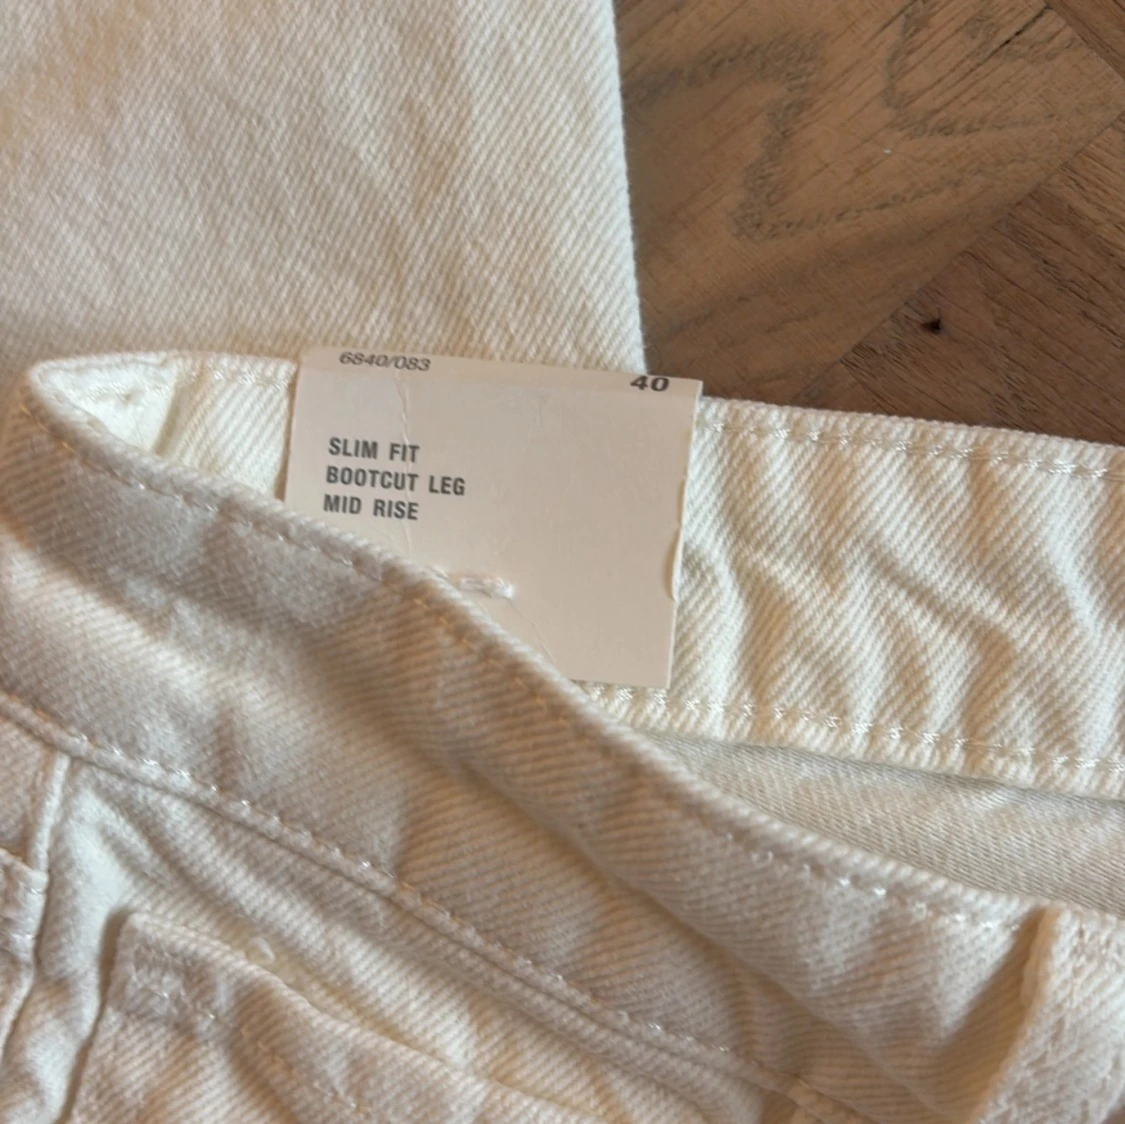 6840/083
40
SLIM FIT
BOOTCUT LEG
MID RISE